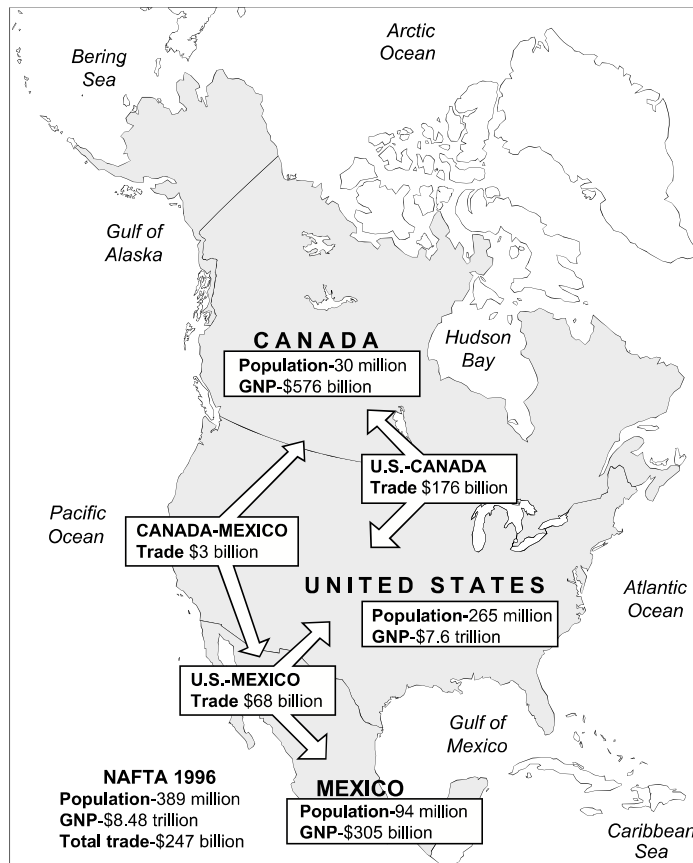 Arctic
Ocean
Bering
Sea
Gulf of
Alaska
CANADA
Population-30 million
GNP-$576 billion
Hudson
Bay
U.S.-CANADA
Trade $176 billion
Pacific
Ocean
CANADA-MEXICO
Trade $3 billion
UNITED STATES
Population-265 million
GNP-$7.6 trillion
Atlantic
Ocean
U.S.-MEXICO
Trade $68 billion
Gulf of
Mexico
NAFTA 1996
Population-389 million
GNP-$8.48 trillion
Total trade-$247 billion
MEXICO
Population-94 million
GNP-$305 billion
Caribbean
Sea